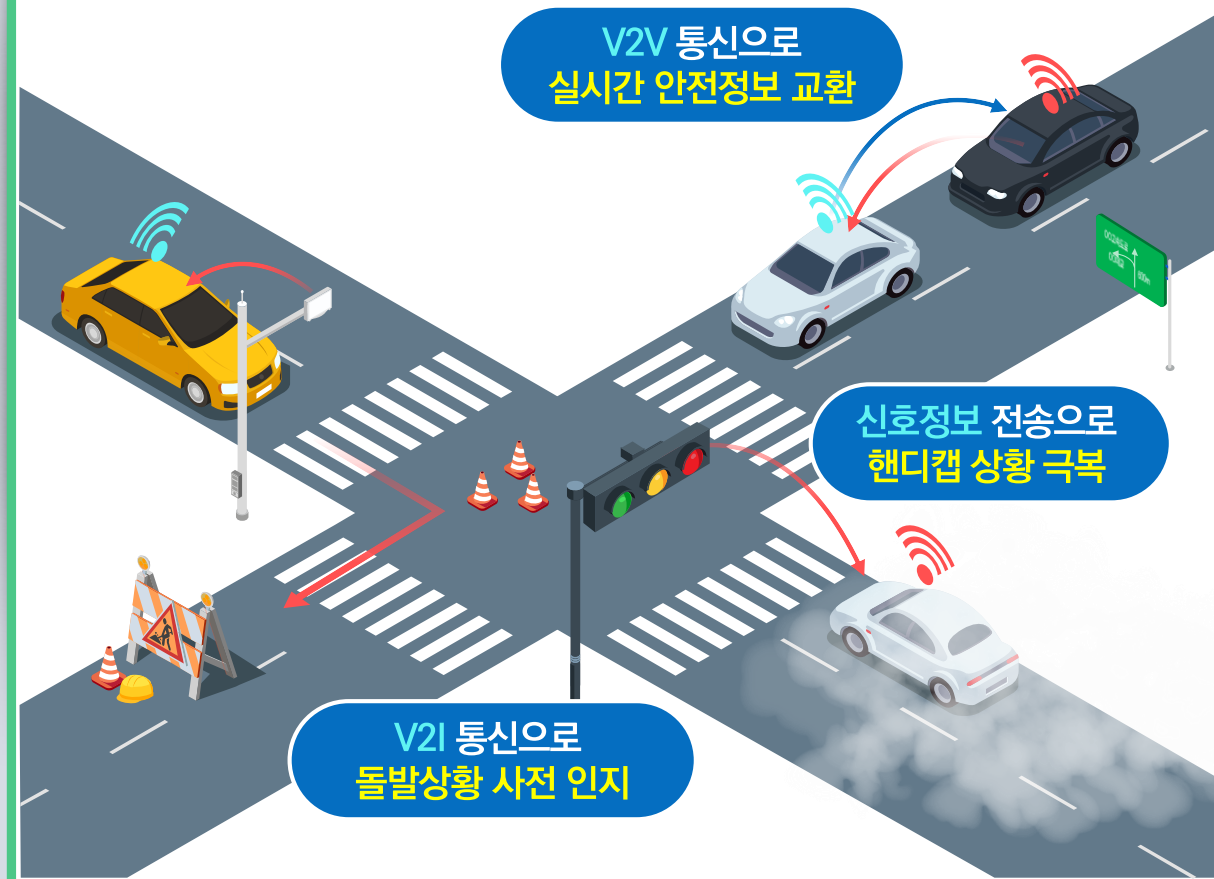 V2V 통신으로
실시간 안전정보 교환
신호정보 전송으로
핸디캡 상황 극복
V2I 통신으로
돌발상황 사전 인지